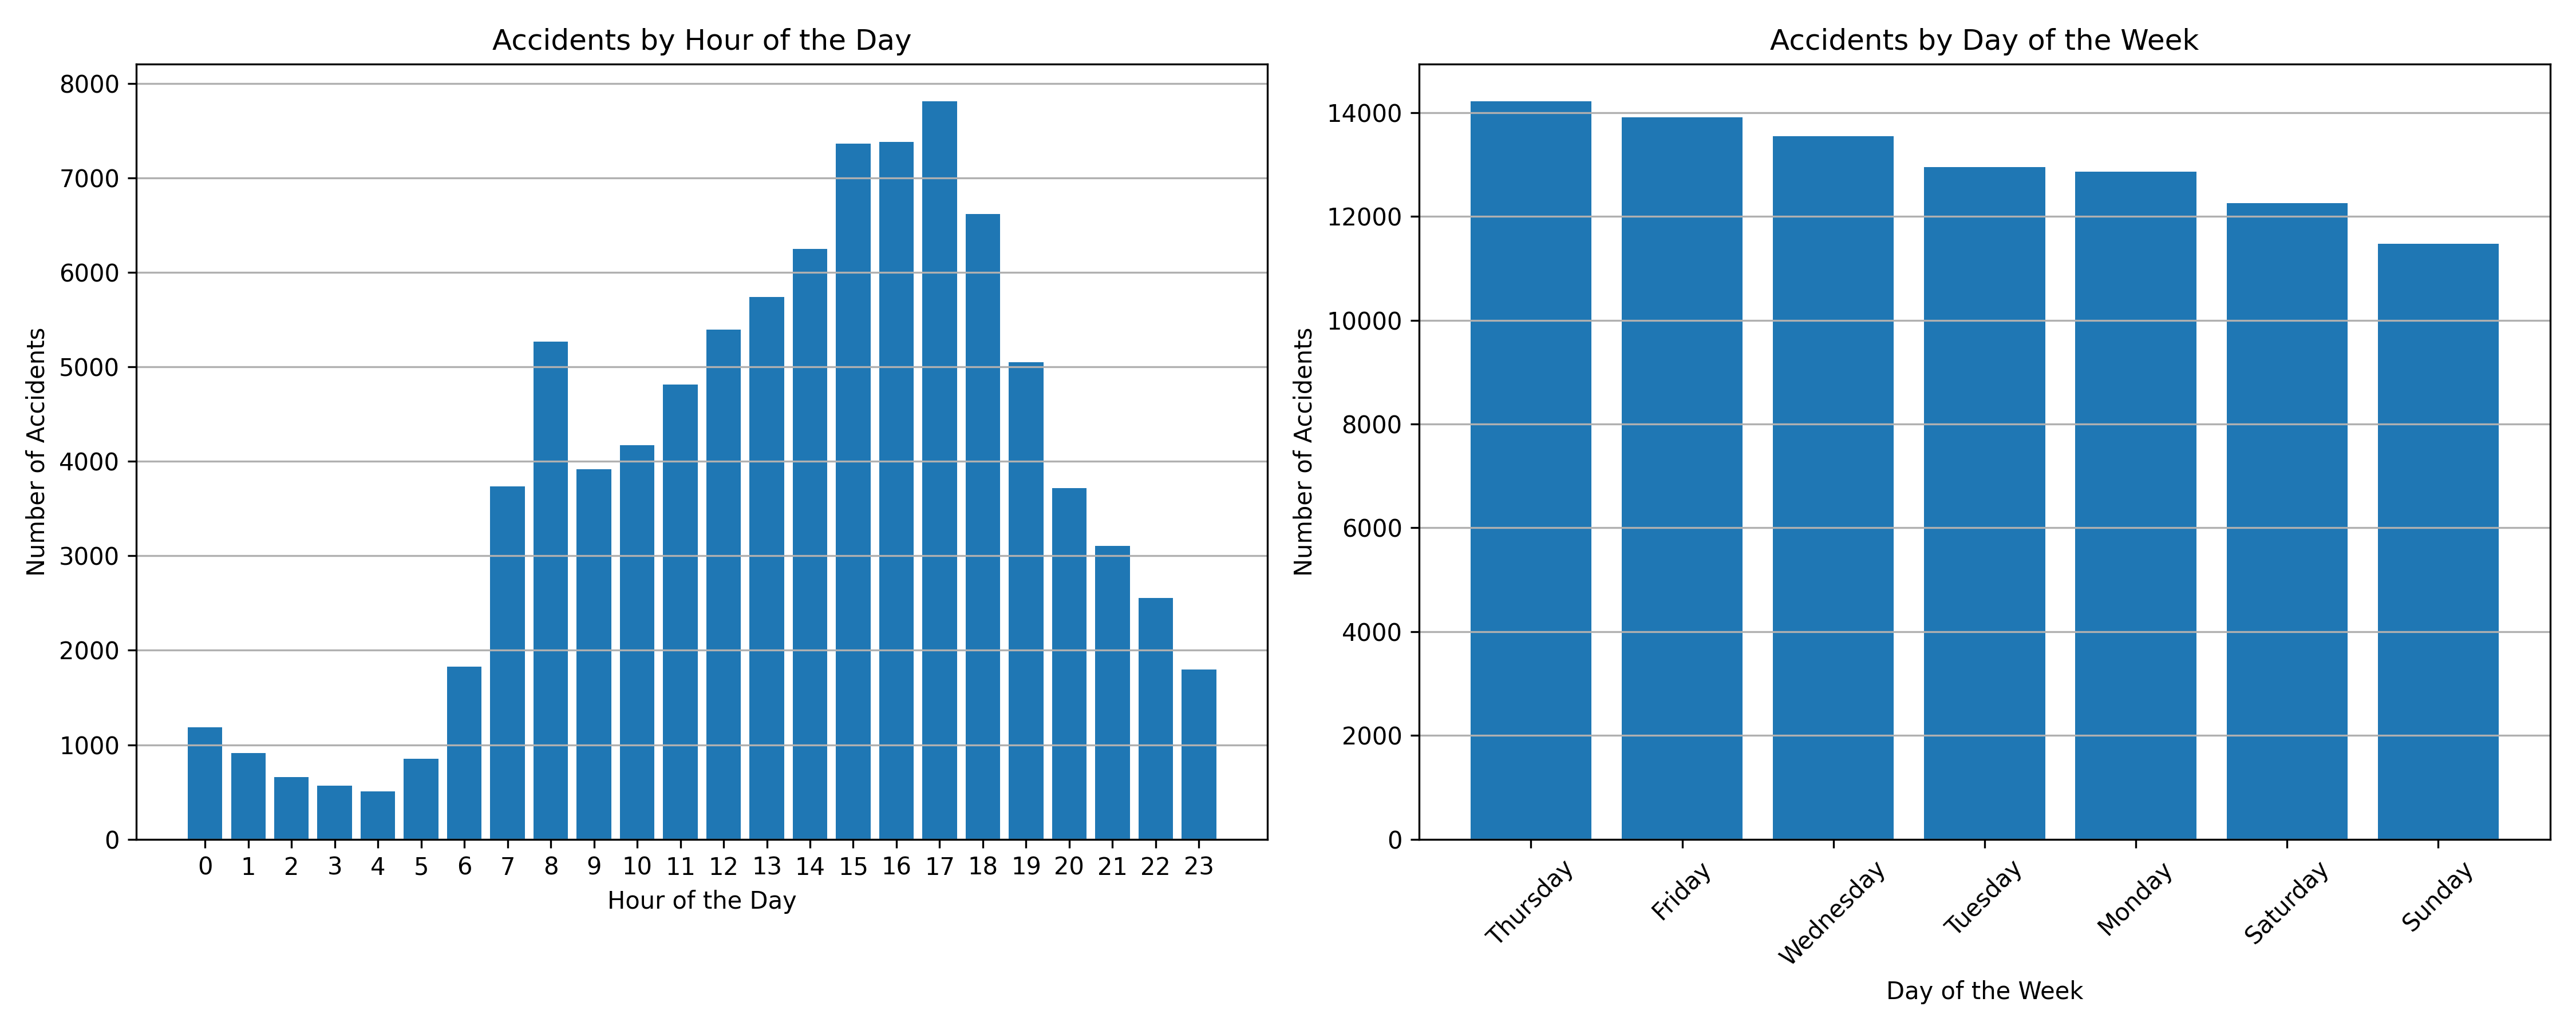 Accidents by Hour of the Day
Number of Accidents
8000
7000
6000
5000
4000
3000
2000
1000
0
0 1 2 3 4 5 6 7 8 9 10 11 12 13 14 15 16 17 18 19 20 21 22 23
Hour of the Day
Accidents by Day of the Week
Number of Accidents
14000
12000
10000
8000
6000
4000
2000
0
Thursday Friday Wednesday Tuesday Monday Saturday Sunday
Day of the Week